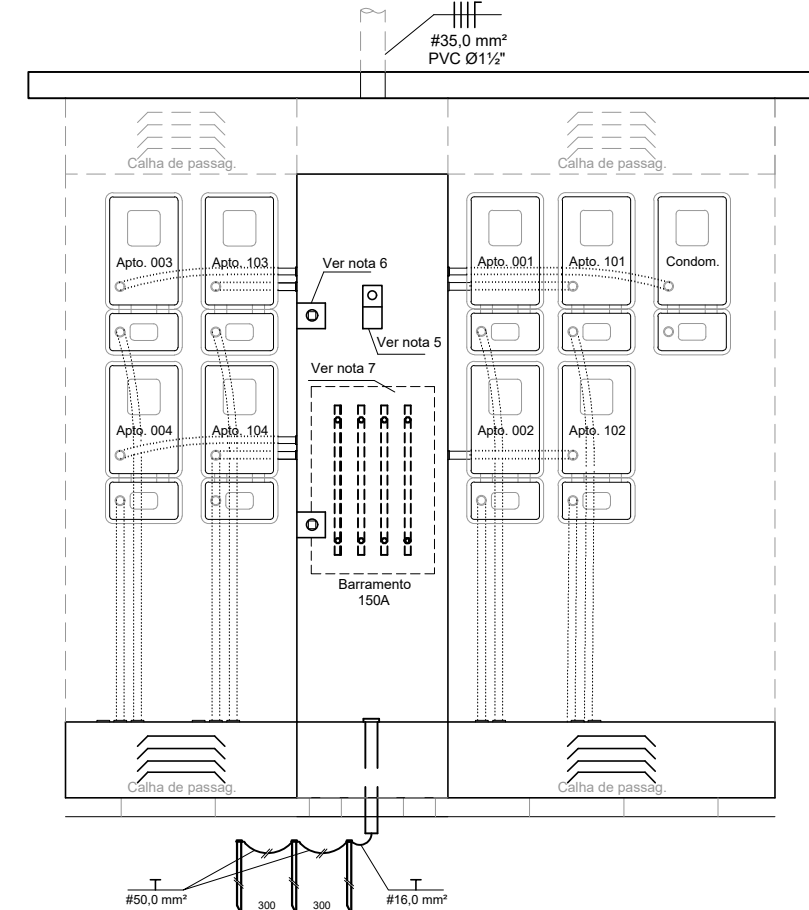 #35,0 mm²
PVC Ø1½"
Calha de passag.
Calha de passag.
Apto. 003
Apto. 103
Ver nota 6
Apto. 001
Apto. 101
Condom.
Ver nota 5
Ver nota 7
Apto. 004
Apto. 104
Apto. 002
Apto. 102
Barramento
150A
Calha de passag.
Calha de passag.
#50,0 mm²
300
300
#16,0 mm²